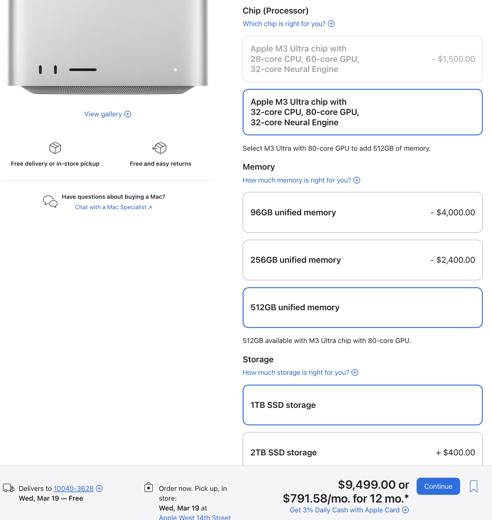 Chip (Processor)
Which chip is right for you?
Apple M3 Ultra chip with
28-core CPU, 60-core GPU,
32-core Neural Engine
- $1,500.00
Apple M3 Ultra chip with
32-core CPU, 80-core GPU,
32-core Neural Engine
Select M3 Ultra with 80-core GPU to add 512GB of memory.
Memory
How much memory is right for you?
96GB unified memory
- $4,000.00
256GB unified memory
- $2,400.00
512GB unified memory
512GB available with M3 Ultra chip with 80-core GPU.
Storage
How much storage is right for you?
1TB SSD storage
2TB SSD storage
+ $400.00
View gallery
Free delivery or in-store pickup
Free and easy returns
Have questions about buying a Mac?
Chat with a Mac Specialist ↗
Delivers to 10040-3628
Wed, Mar 19 — Free
Order now. Pick up, in
store:
Wed, Mar 19 at
Apple West 14th Street
$9,499.00 or
$791.58/mo. for 12 mo.*
Get 3% Daily Cash with Apple Card
Continue